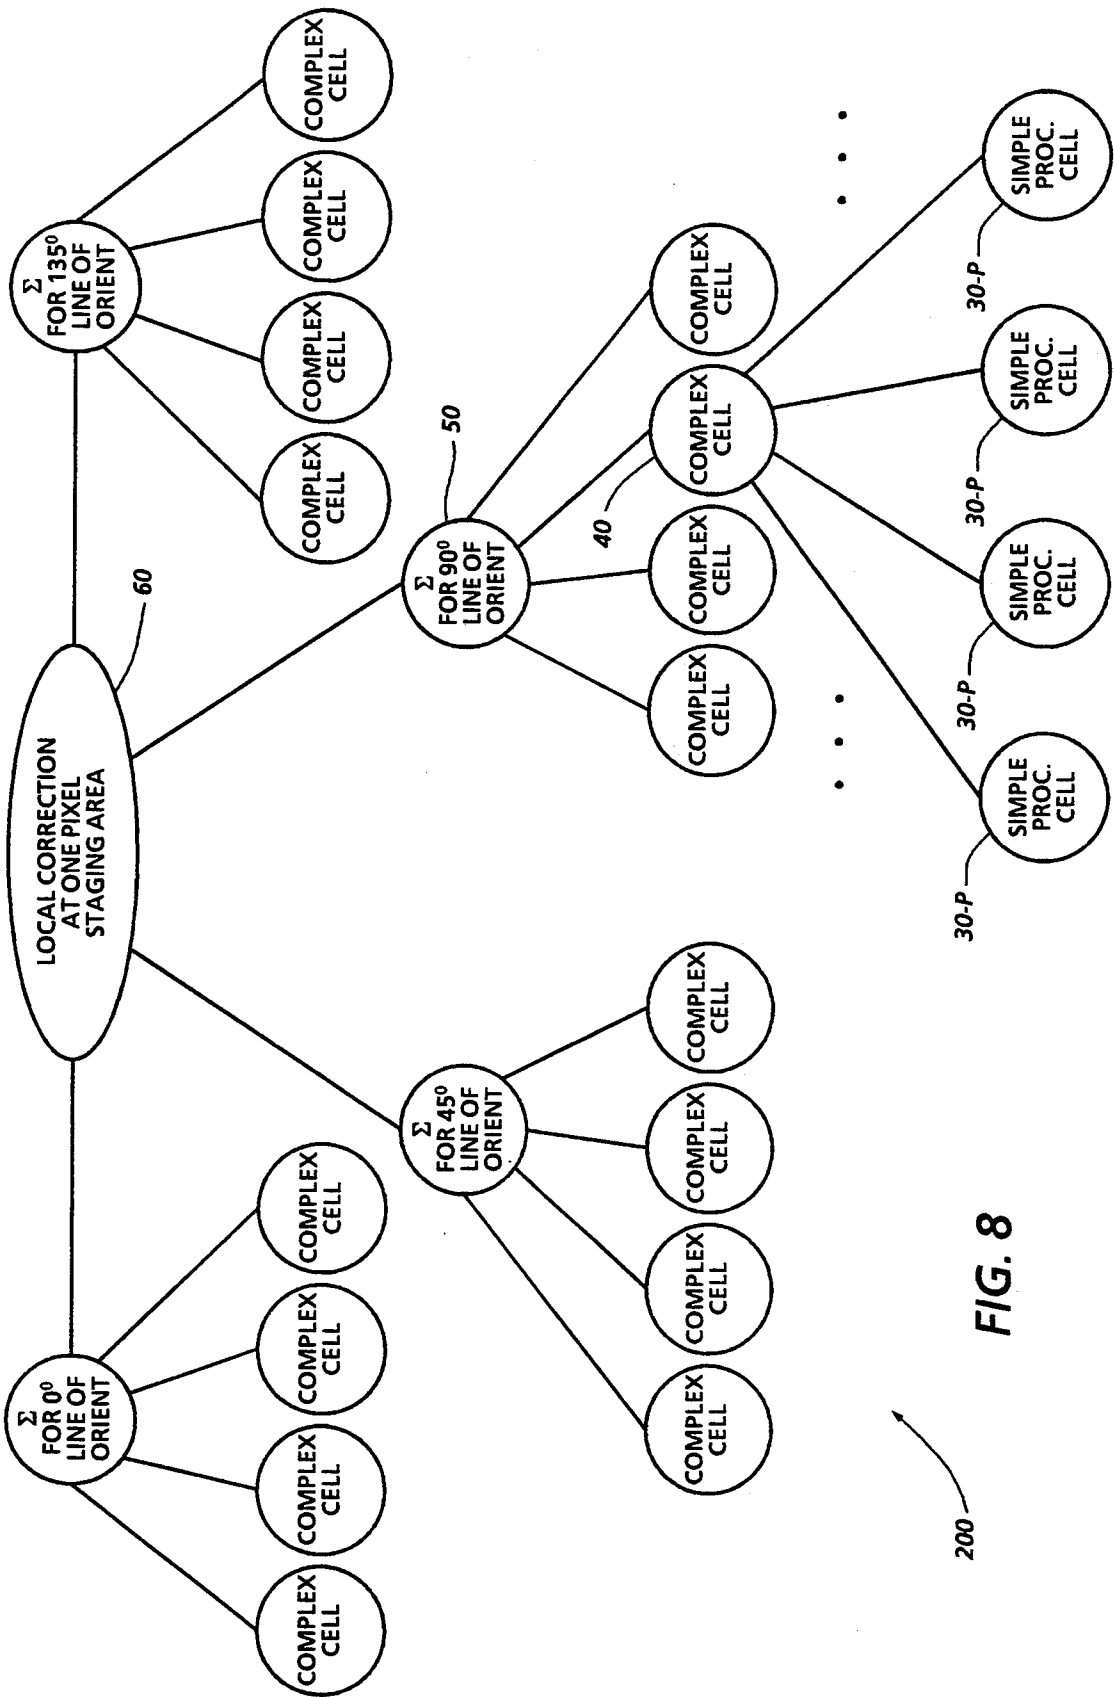 LOCAL CORRECTION
AT ONE PIXEL
STAGING AREA
60
Σ
FOR 0⁰
LINE OF
ORIENT
COMPLEX
CELL
COMPLEX
CELL
COMPLEX
CELL
COMPLEX
CELL
Σ
FOR 135⁰
LINE OF
ORIENT
COMPLEX
CELL
COMPLEX
CELL
COMPLEX
CELL
COMPLEX
CELL
Σ
FOR 45⁰
LINE OF
ORIENT
COMPLEX
CELL
COMPLEX
CELL
COMPLEX
CELL
COMPLEX
CELL
Σ
FOR 90⁰
LINE OF
ORIENT
50
COMPLEX
CELL
COMPLEX
CELL
40
COMPLEX
CELL
COMPLEX
CELL
• • •
• • •
30-P
SIMPLE
PROC.
CELL
30-P
SIMPLE
PROC.
CELL
30-P
SIMPLE
PROC.
CELL
30-P
SIMPLE
PROC.
CELL
200
FIG. 8